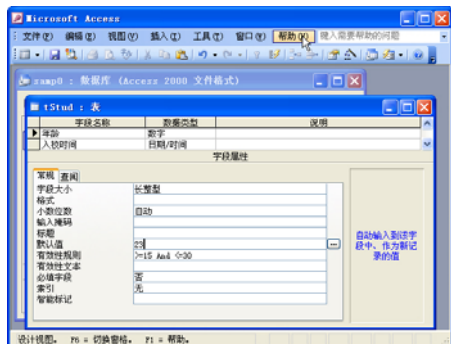 Microsoft Access
文件(F) 编辑(E) 视图(V) 插入(I) 工具(T) 窗口(W) 帮助(H) 键入需要帮助的问题
samp0 : 数据库 (Access 2000 文件格式)
tStud : 表
字段名称 数据类型 说明
年龄 数字
入校时间 日期/时间
字段属性
常规 查阅
字段大小 长整型
格式
小数位数 自动
输入掩码
标题
默认值 23
有效性规则 >=15 And <=30
有效性文本
必填字段 否
索引 无
智能标记
自动输入到该字
段中、作为新记
录的值
设计视图。 F6 = 切换窗格。 F1 = 帮助。